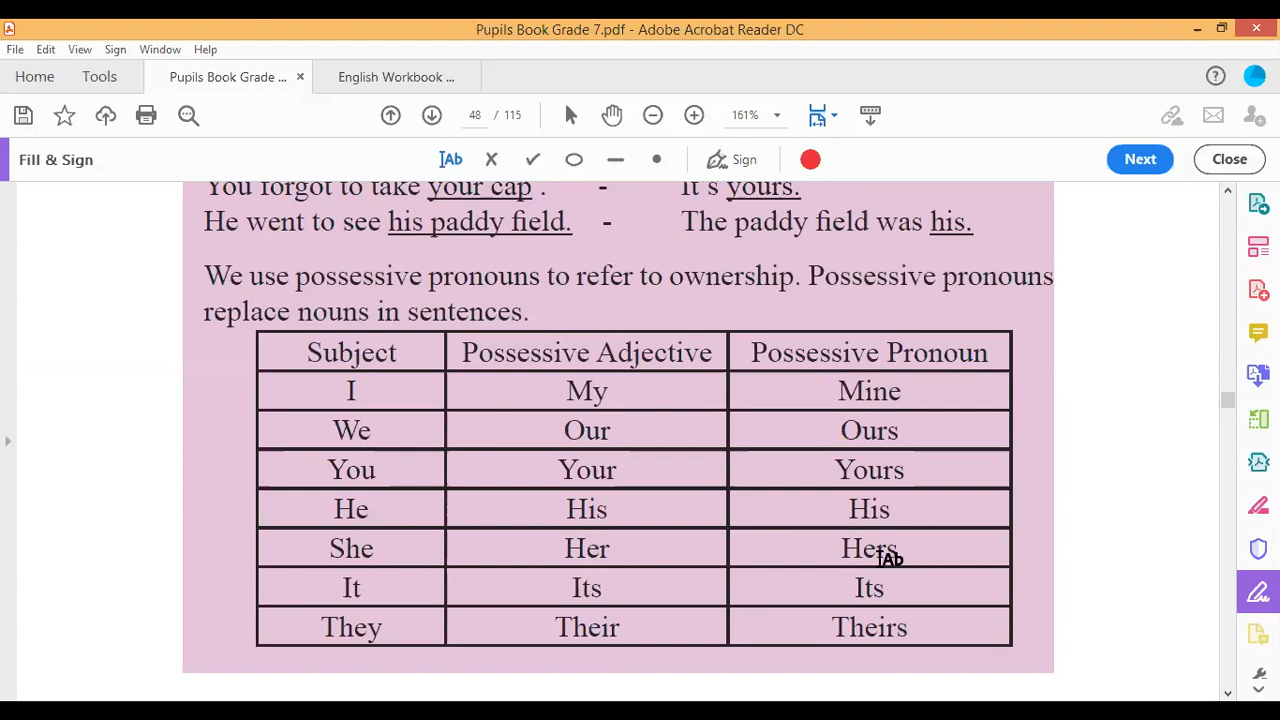 Pupils Book Grade 7.pdf - Adobe Acrobat Reader DC
File Edit View Sign Window Help
Home Tools Pupils Book Grade ... × English Workbook ...
48 / 115 161%
Fill & Sign Ab Sign Next Close
You forgot to take your cap . - It's yours.
He went to see his paddy field. - The paddy field was his.
We use possessive pronouns to refer to ownership. Possessive pronouns
replace nouns in sentences.
Subject Possessive Adjective Possessive Pronoun
I My Mine
We Our Ours
You Your Yours
He His His
She Her Hers
Ab
It Its Its
They Their Theirs